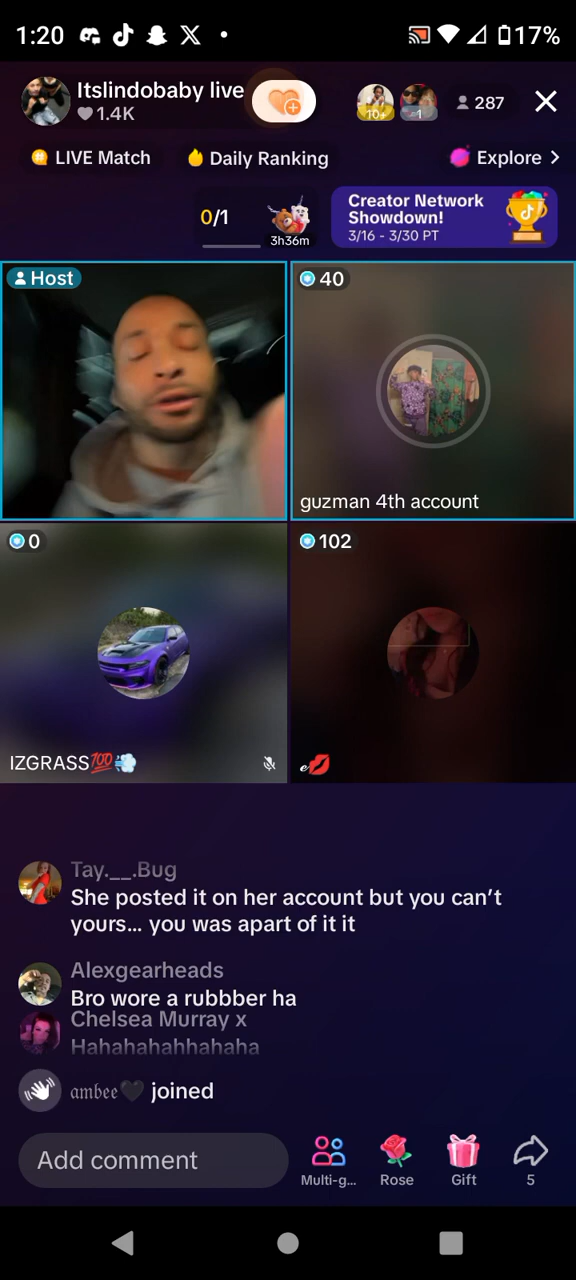 1:20
17%
Itslindobaby live
1.4K
10+
1
287
LIVE Match
Daily Ranking
Explore
0/1
3h36m
Creator Network
Showdown!
3/16 - 3/30 PT
Host
40
guzman 4th account
0
102
IZGRASS💯💨
e💋
Tay.__.Bug
She posted it on her account but you can't
yours... you was apart of it it
Alexgearheads
Bro wore a rubbber ha
Chelsea Murray x
Hahahahahhahaha
𝔞𝔪𝔟𝔢𝔢🖤 joined
Add comment
Multi-g...
Rose
Gift
5